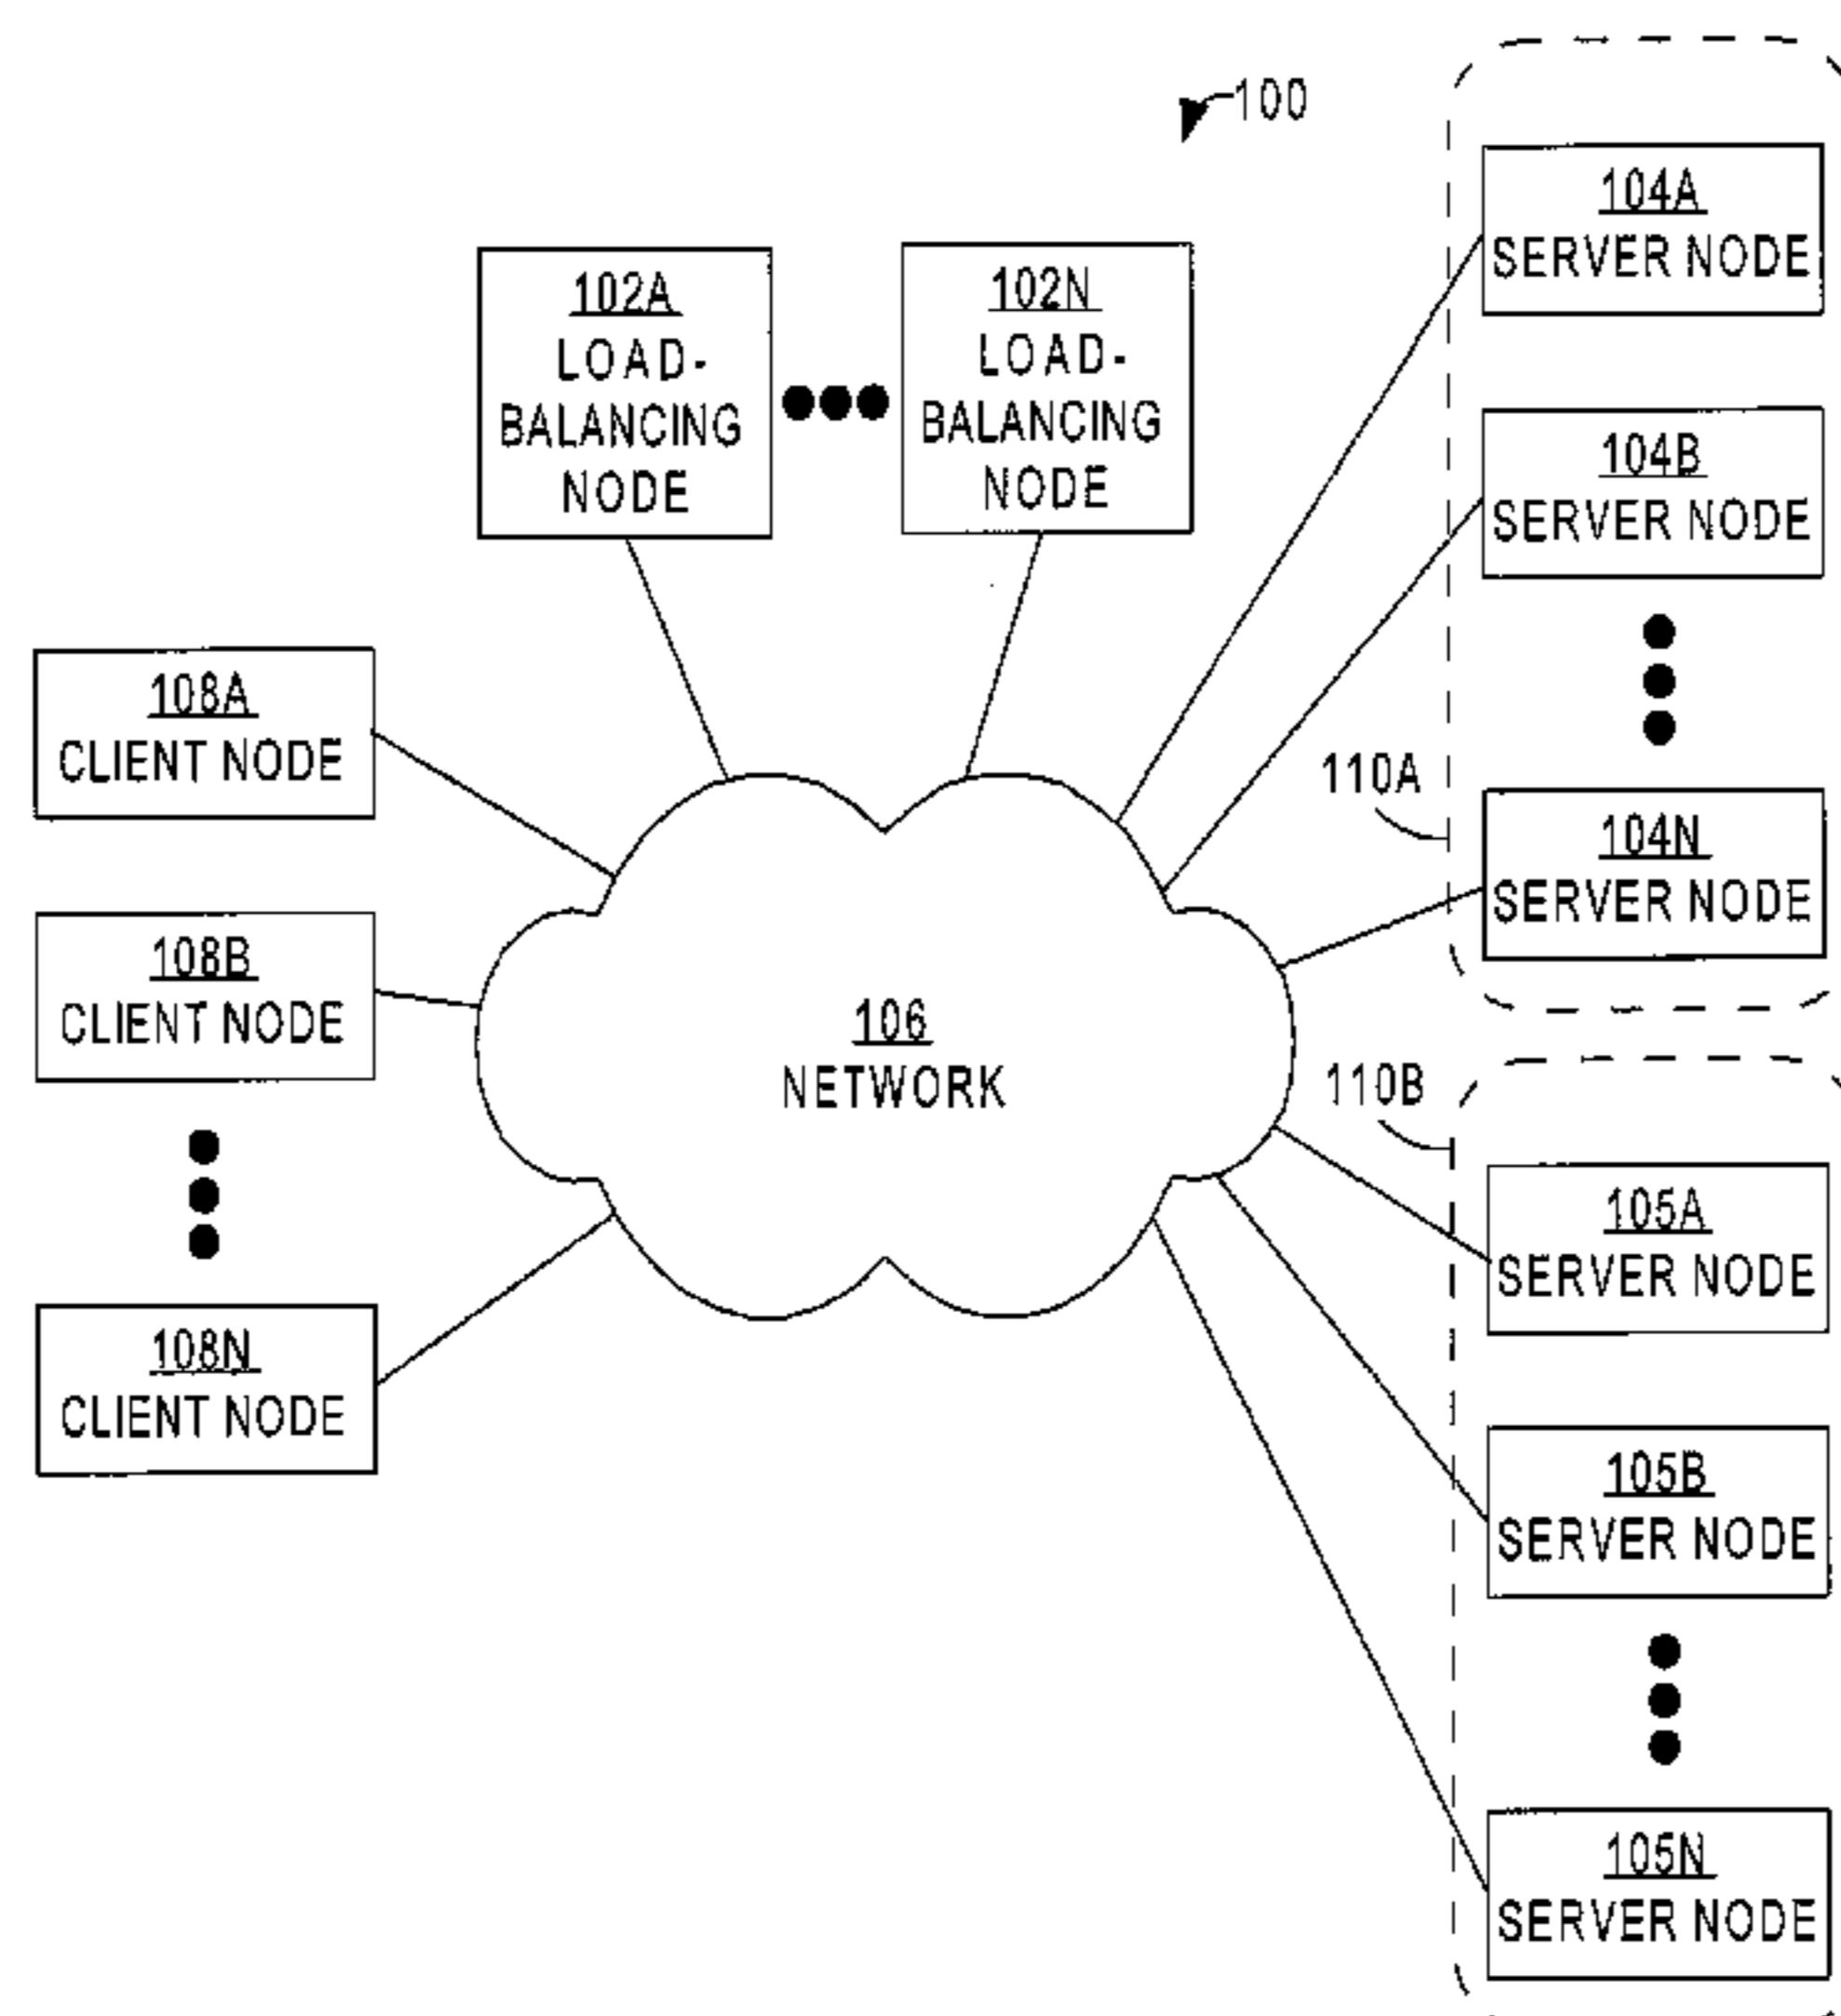 100
102A
LOAD-
BALANCING
NODE
102N
LOAD-
BALANCING
NODE
104A
SERVER NODE
104B
SERVER NODE
110A
104N
SERVER NODE
108A
CLIENT NODE
108B
CLIENT NODE
108N
CLIENT NODE
106
NETWORK
110B
105A
SERVER NODE
105B
SERVER NODE
105N
SERVER NODE